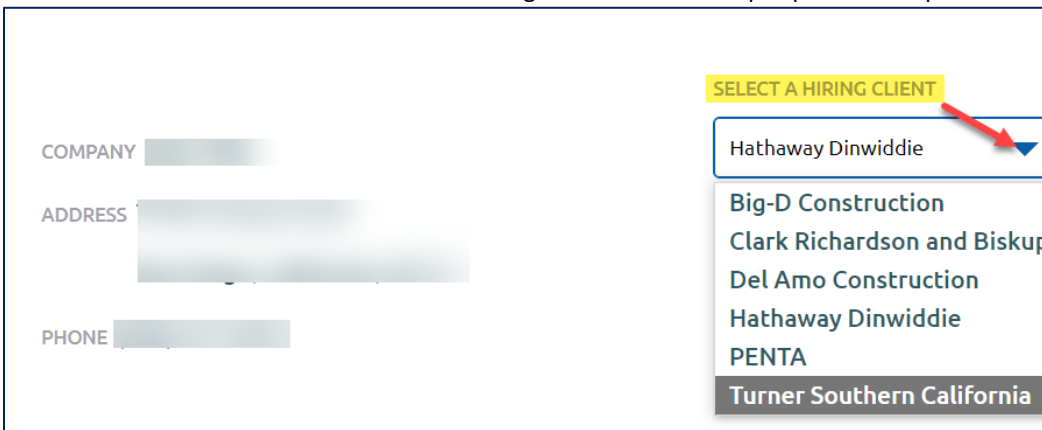 SELECT A HIRING CLIENT
COMPANY
Hathaway Dinwiddie
ADDRESS
Big-D Construction
Clark Richardson and Biskup
Del Amo Construction
Hathaway Dinwiddie
PHONE
PENTA
Turner Southern California